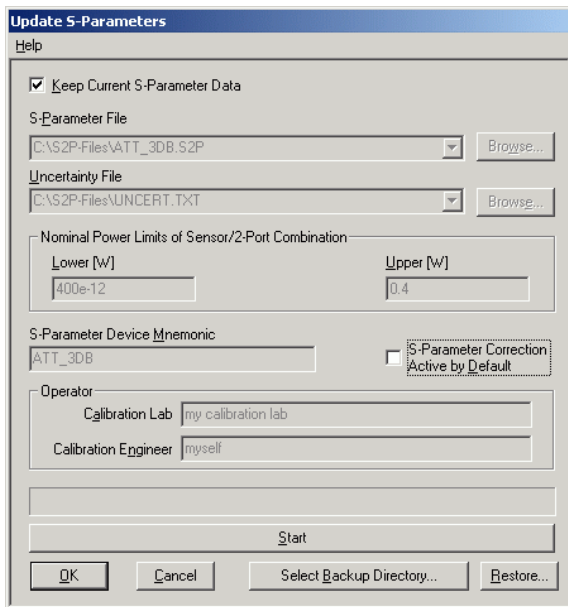 Update S-Parameters
Help
Keep Current S-Parameter Data
S-Parameter File
C:\S2P-Files\ATT_3DB.S2P
Browse...
Uncertainty File
C:\S2P-Files\UNCERT.TXT
Browse...
Nominal Power Limits of Sensor/2-Port Combination
Lower [W]
Upper [W]
400e-12
0.4
S-Parameter Device Mnemonic
ATT_3DB
S-Parameter Correction
Active by Default
Operator
Calibration Lab
my calibration lab
Calibration Engineer
myself
Start
OK
Cancel
Select Backup Directory...
Restore...